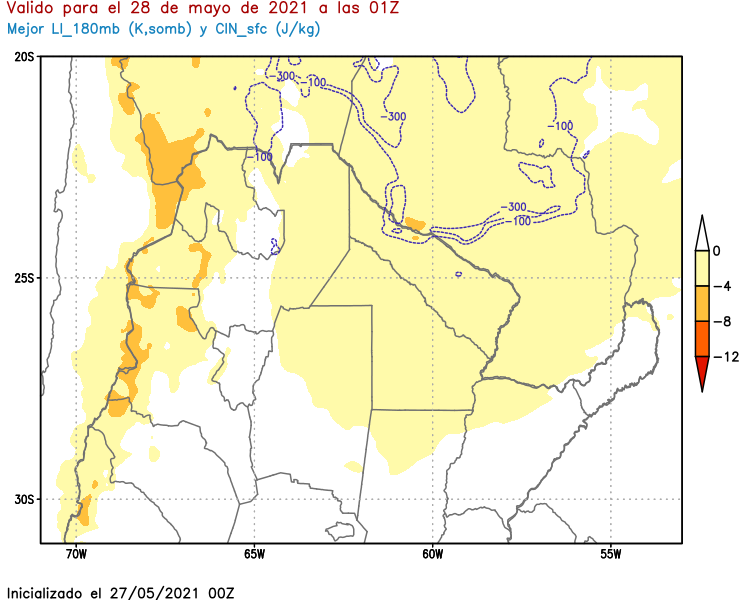 Valido para el 28 de mayo de 2021 a las 01Z
Mejor LI_180mb (K,somb) y CIN_sfc (J/kg)
20S
-300
-100
-300
-100
-100
-300
-100
0
25S
-4
-8
-12
30S
70W
65W
60W
55W
Inicializado el 27/05/2021 00Z